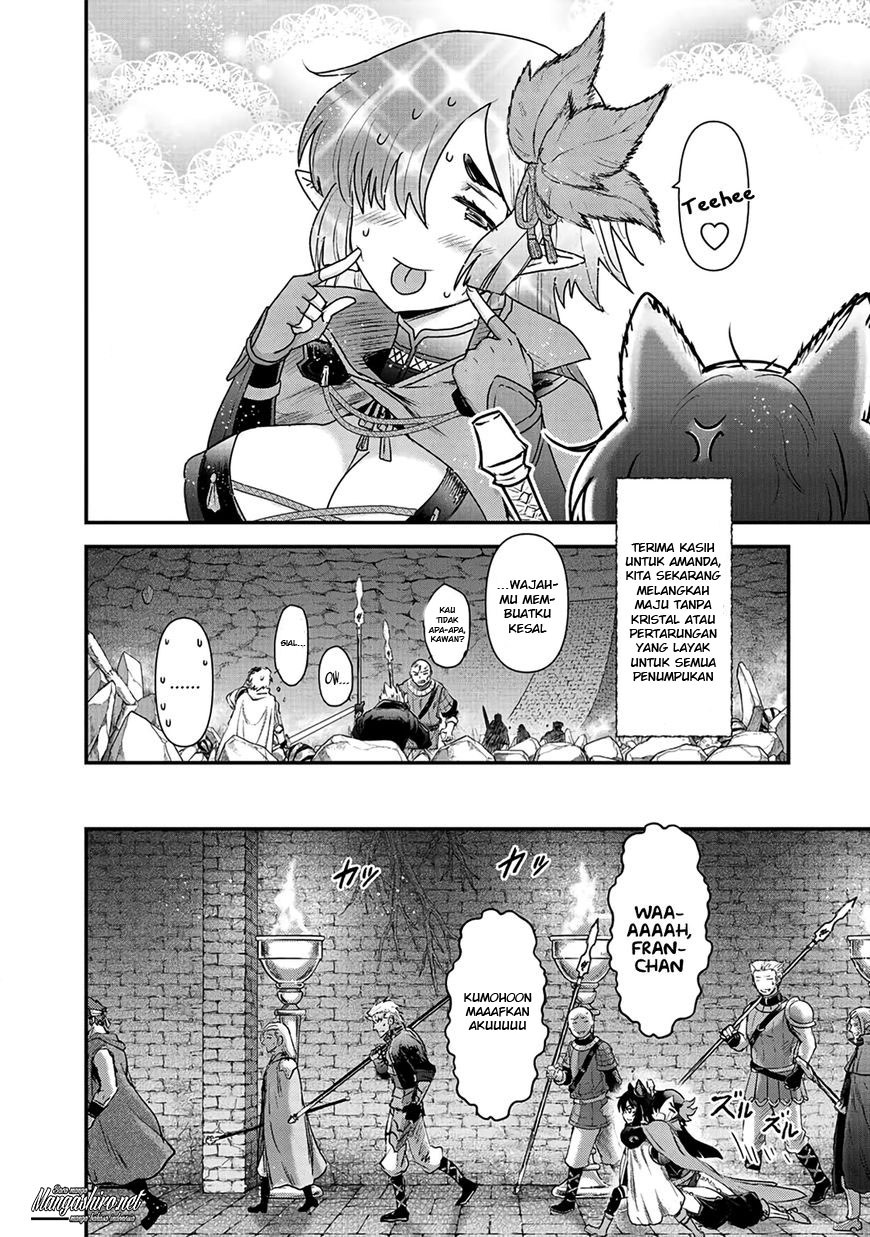 Teehee
♡
TERIMA KASIH
UNTUK AMANDA,
KITA SEKARANG
MELANGKAH
MAJU TANPA
KRISTAL ATAU
PERTARUNGAN
YANG LAYAK
UNTUK SEMUA
PENUMPUKAN
...WAJAH-
MU MEM-
BUATKU
KESAL
KAU
TIDAK
APA-APA,
KAWAN?
OW...
SIAL...
......
WAA-
AAAAAH,
FRAN-
CHAN
KUMOHOON
MAAAFKAN
AKUUUUU
カッ
カッ
ズル
ズル
Mangashiro.net